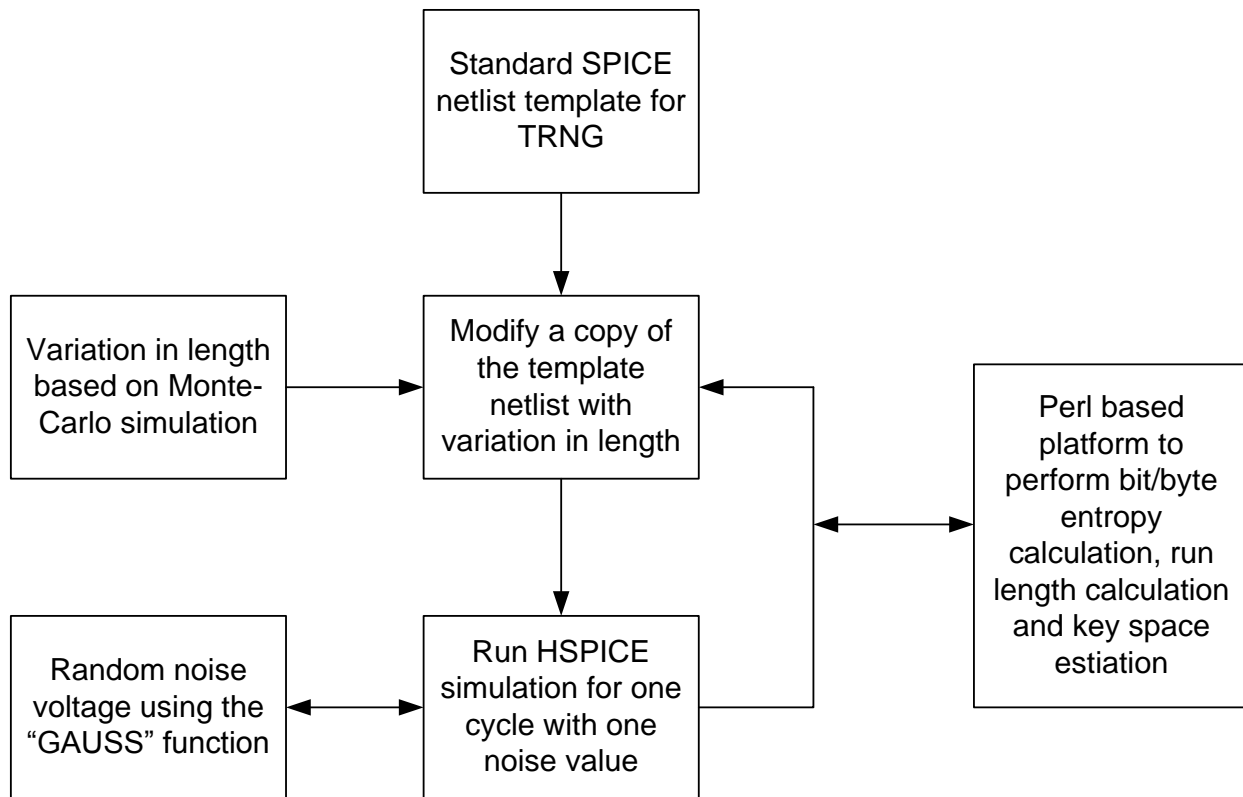 Standard SPICE
netlist template for
TRNG
Variation in length
based on Monte-
Carlo simulation
Modify a copy of
the template
netlist with
variation in length
Perl based
platform to
perform bit/byte
entropy
calculation, run
length calculation
and key space
estiation
Random noise
voltage using the
“GAUSS” function
Run HSPICE
simulation for one
cycle with one
noise value